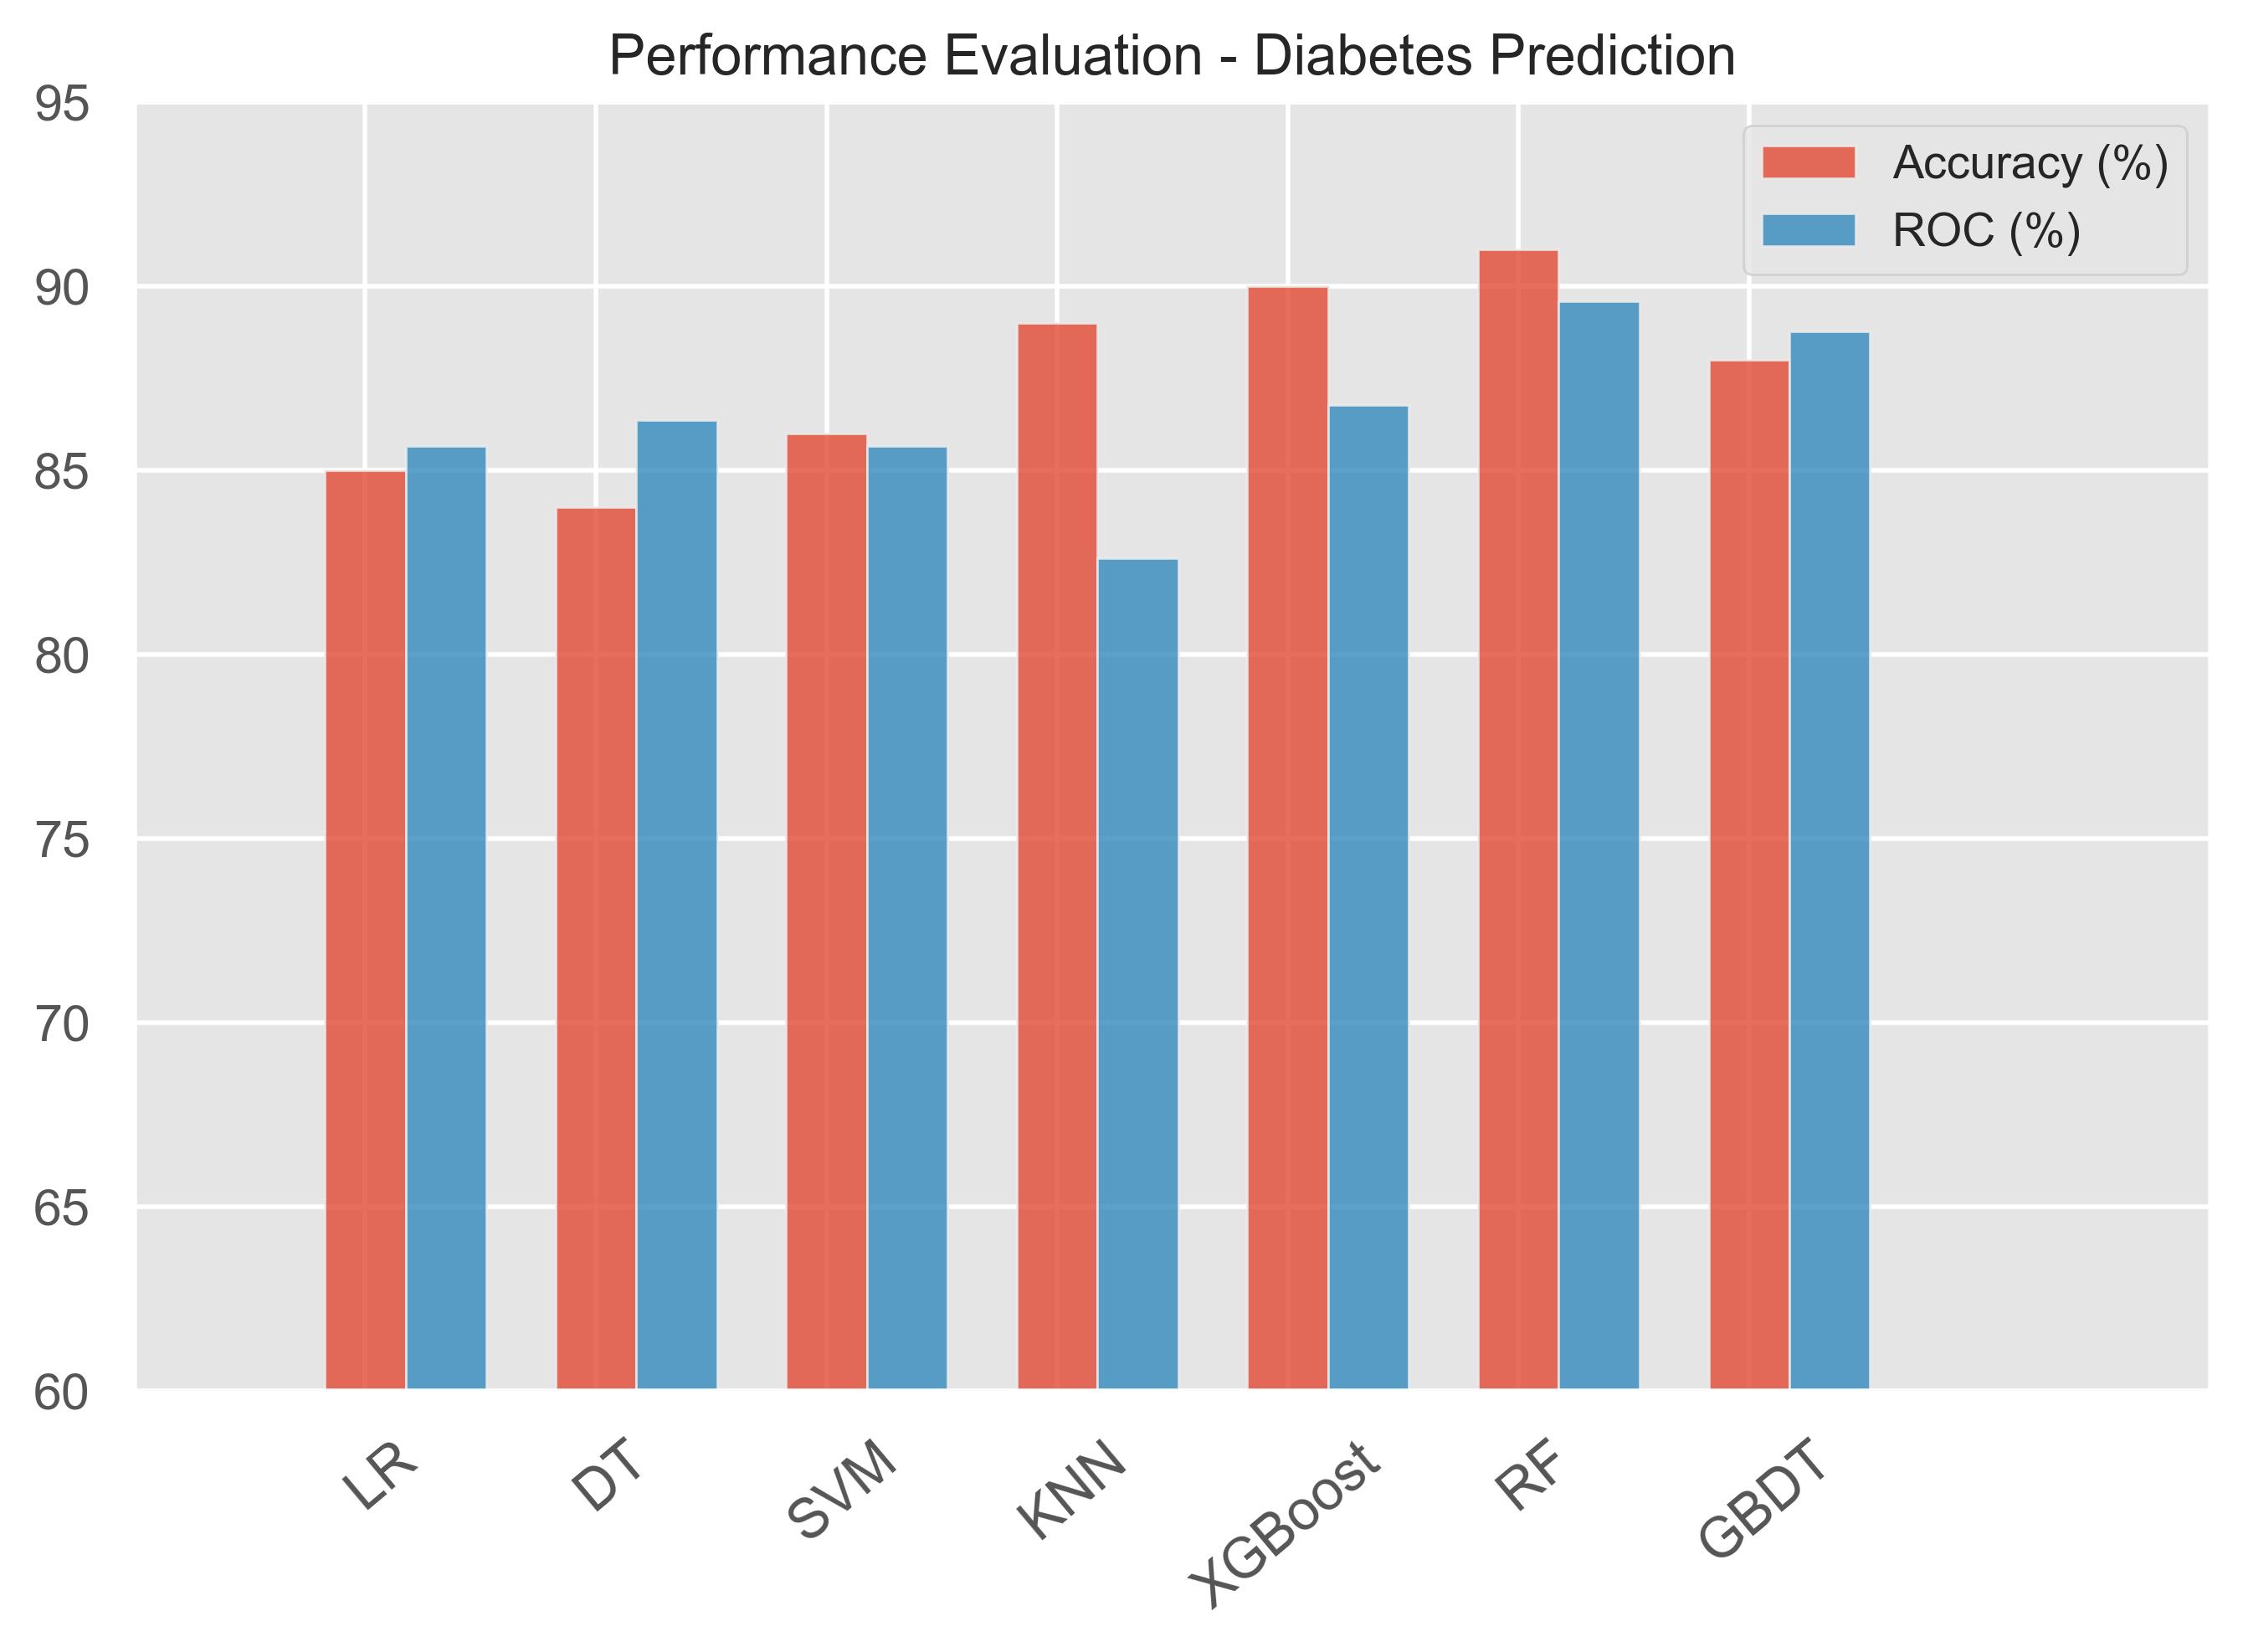 Performance Evaluation - Diabetes Prediction
95
90
85
80
75
70
65
60
Accuracy (%)
ROC (%)
LR
DT
SVM
KNN
XGBoost
RF
GBDT